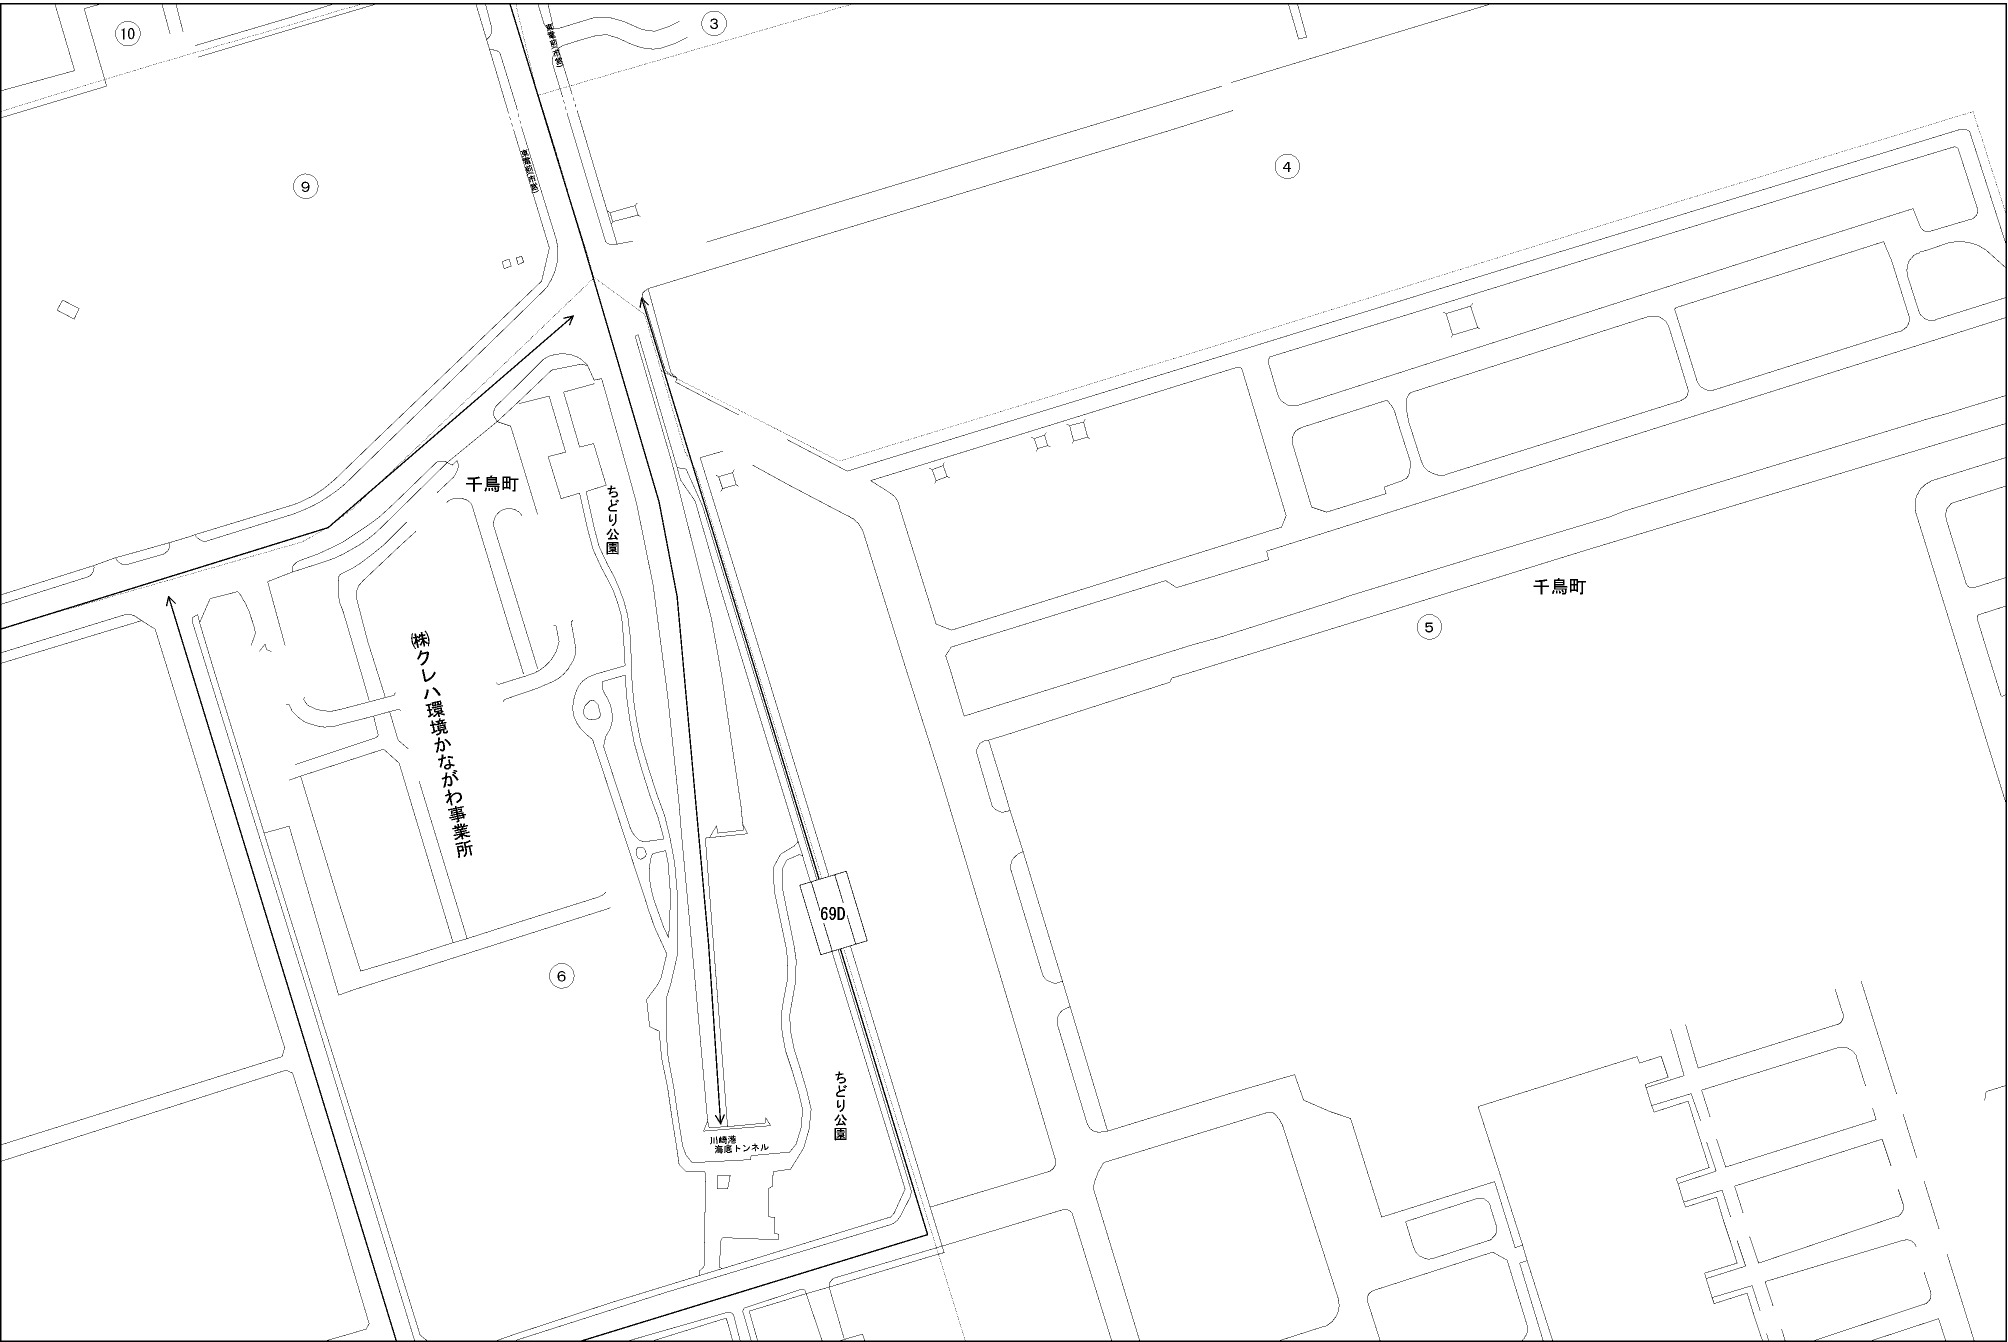 ⑩
③
④
⑨
千鳥町
ちどり公園
千鳥町
⑤
㈱クレハ環境かながわ事業所
69D
⑥
ちどり公園
川崎港
海底トンネル